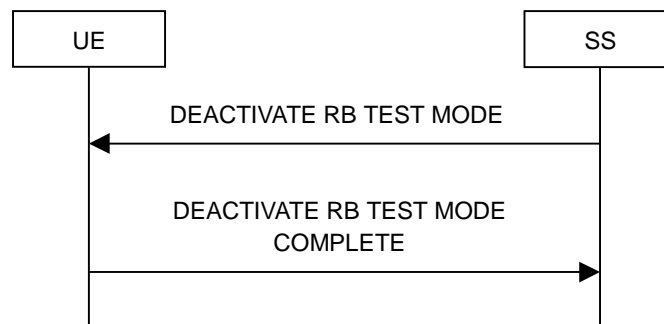 UE
SS
DEACTIVATE RB TEST MODE
DEACTIVATE RB TEST MODE
COMPLETE